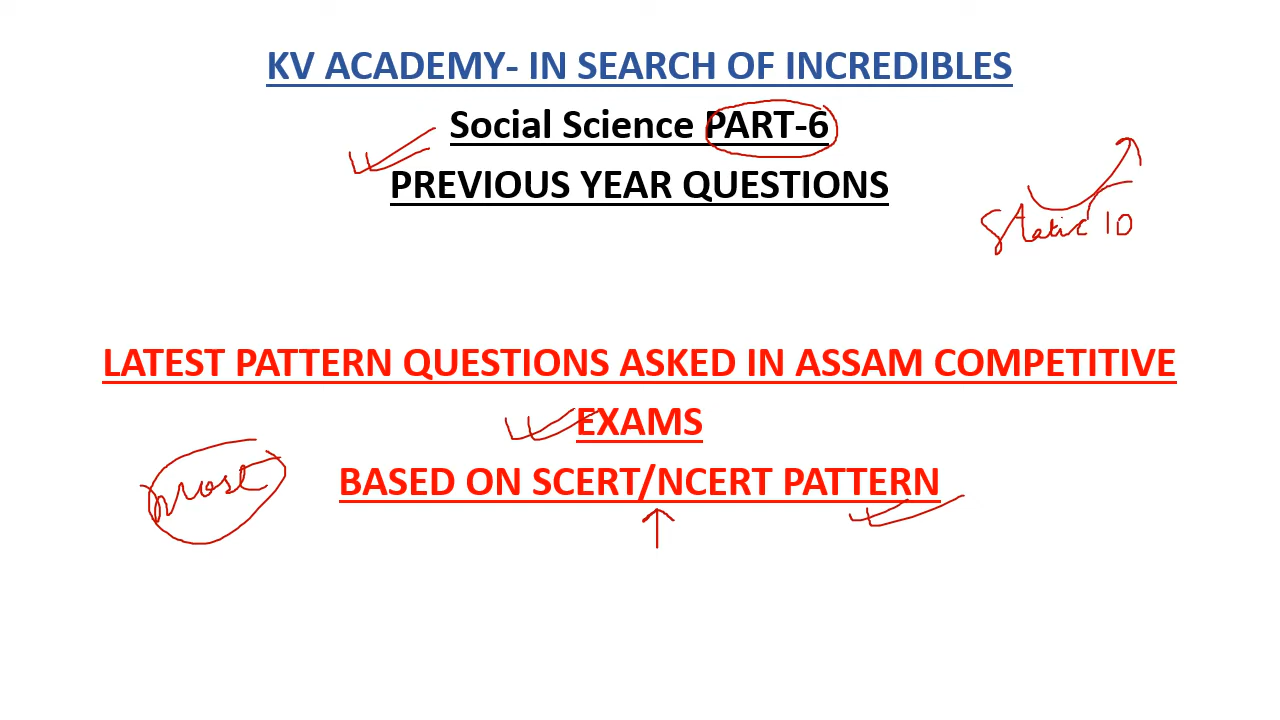 KV ACADEMY- IN SEARCH OF INCREDIBLES
Social Science PART-6
PREVIOUS YEAR QUESTIONS
Static 10
LATEST PATTERN QUESTIONS ASKED IN ASSAM COMPETITIVE
EXAMS
BASED ON SCERT/NCERT PATTERN
most